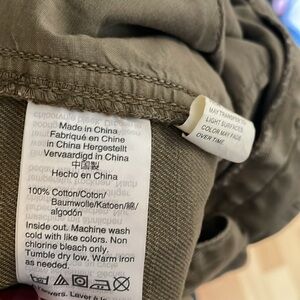 Made in China
Fabriqué en Chine
in China Hergestellt
Vervaardigd in China
中国製
Hecho en China
100% Cotton/Coton/
Baumwolle/Katoen/綿/
algodón
Inside out. Machine wash
cold with like colors. Non
chlorine bleach only.
Tumble dry low. Warm iron
as needed.
MAY TRANSFER TO
LIGHT SURFACES
COLOR MAY FADE
OVER TIME